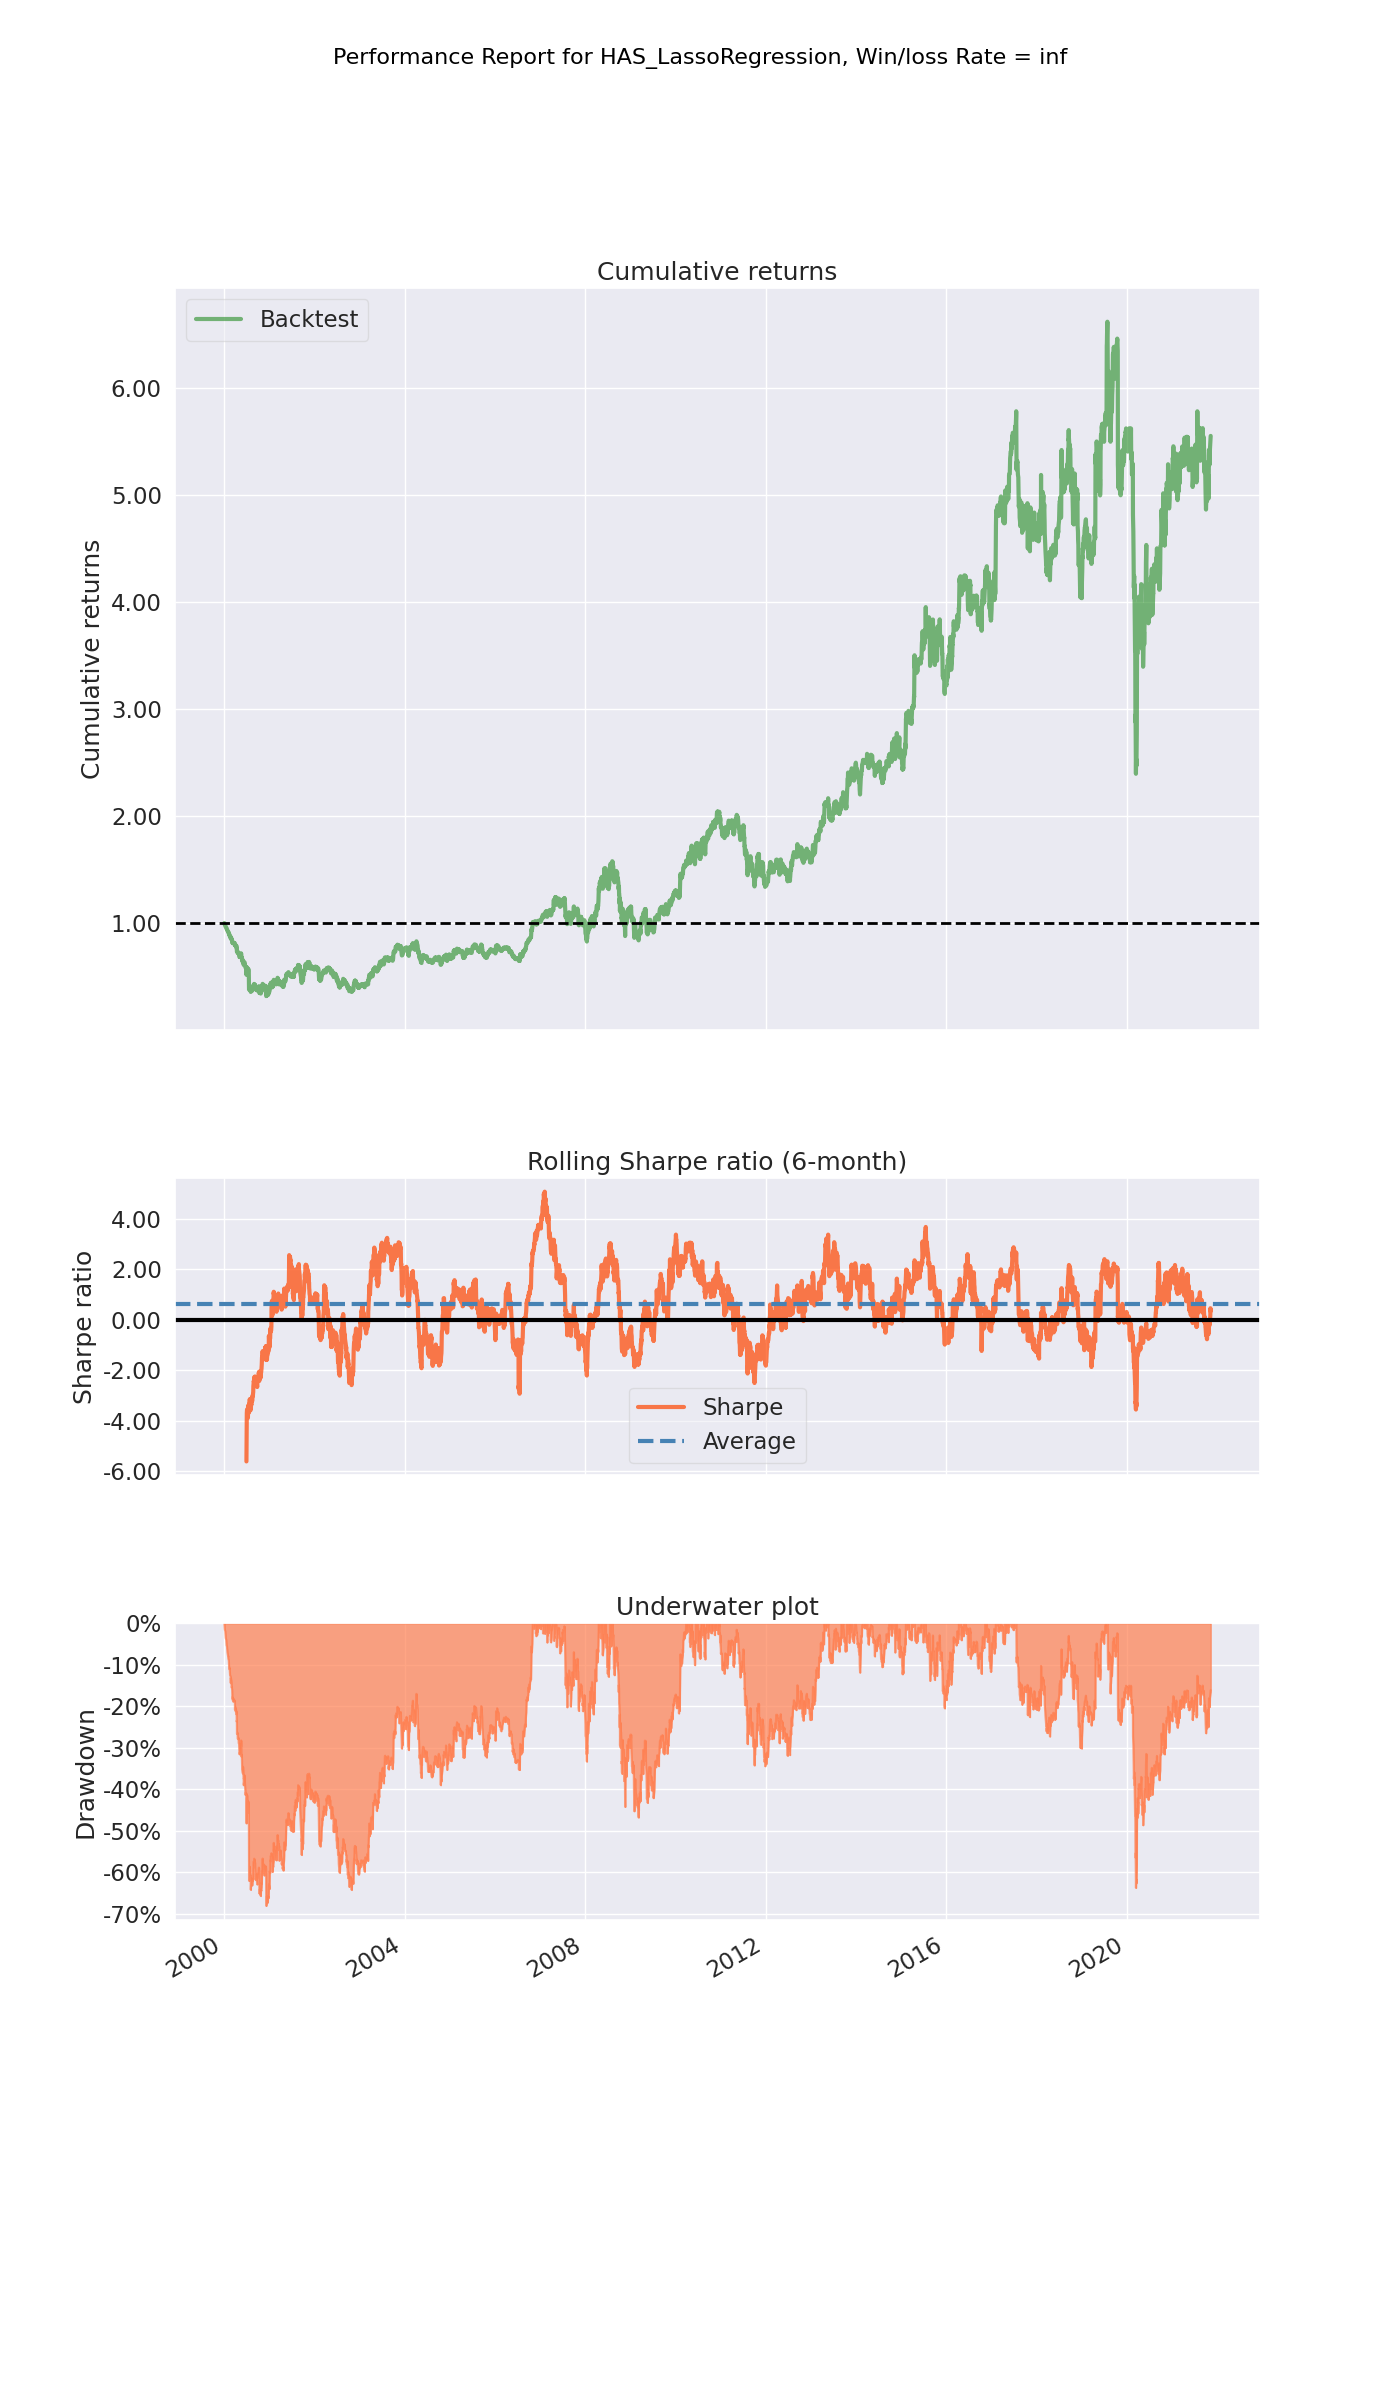 Performance Report for HAS_LassoRegression, Win/loss Rate = inf
Cumulative returns
Backtest
6.00
5.00
4.00
3.00
2.00
1.00
Cumulative returns
Rolling Sharpe ratio (6-month)
4.00
2.00
0.00
-2.00
-4.00
-6.00
Sharpe ratio
Sharpe
Average
Underwater plot
0%
-10%
-20%
-30%
-40%
-50%
-60%
-70%
Drawdown
2000
2004
2008
2012
2016
2020